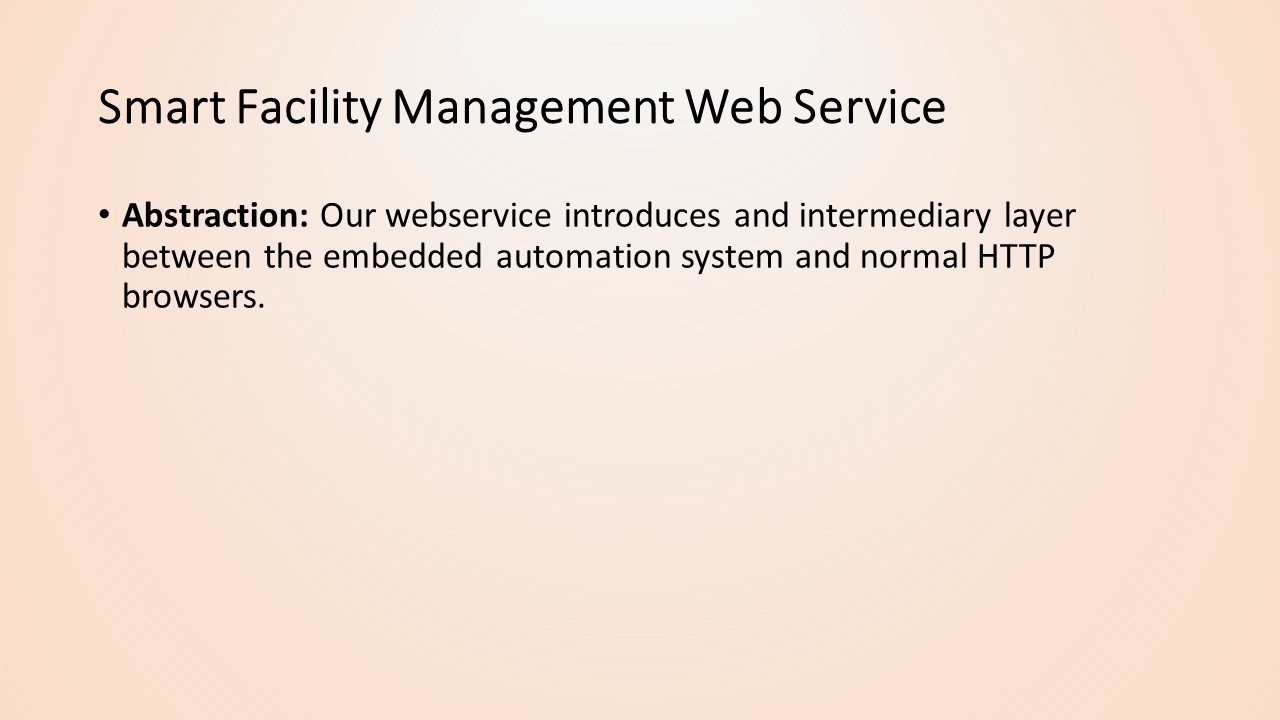 Smart Facility Management Web Service
• Abstraction: Our webservice introduces and intermediary layer
between the embedded automation system and normal HTTP
browsers.